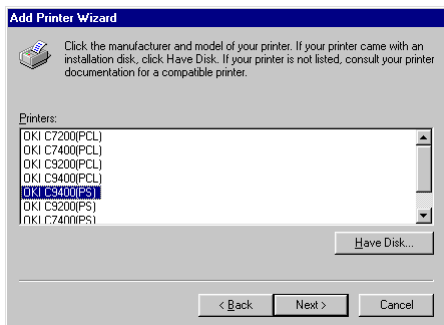 Add Printer Wizard
Click the manufacturer and model of your printer. If your printer came with an
installation disk, click Have Disk. If your printer is not listed, consult your printer
documentation for a compatible printer.
Printers:
OKI C7200(PCL)
OKI C7400(PCL)
OKI C9200(PCL)
OKI C9400(PCL)
OKI C9400(PS)
OKI C9200(PS)
OKI C7400(PS)
Have Disk...
< Back Next > Cancel